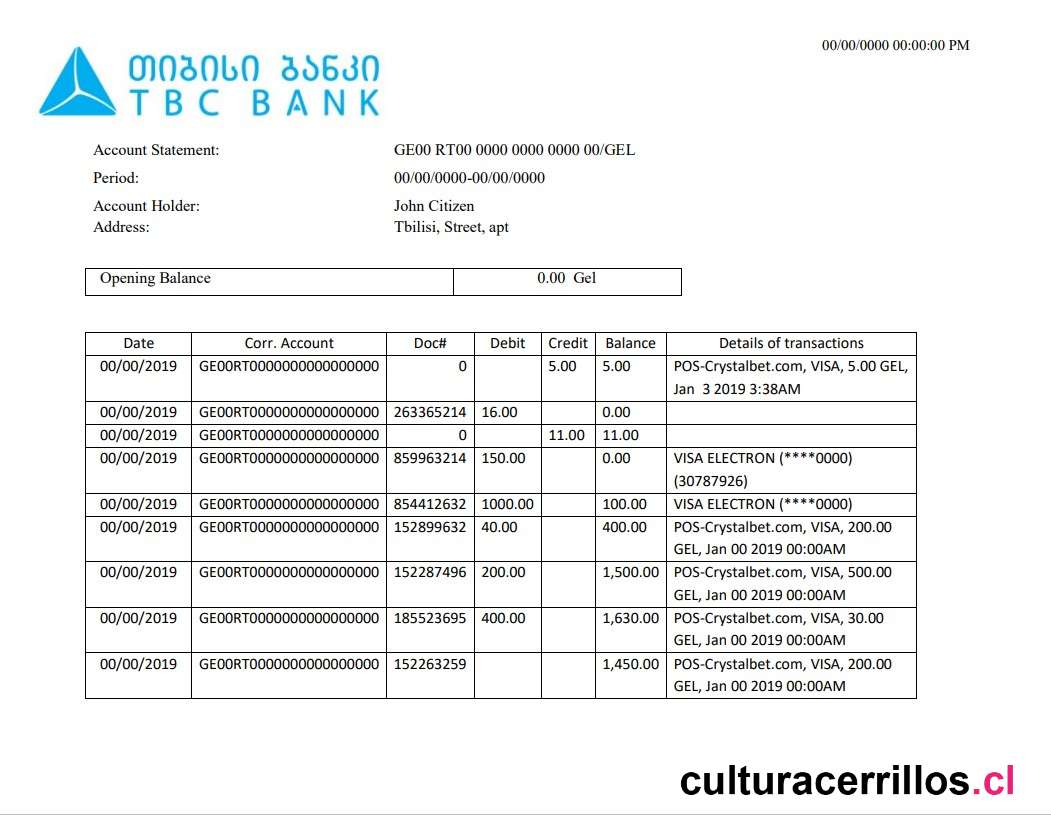 00/00/0000 00:00:00 PM
თიბისი ბანკი
TBC BANK
Account Statement: GE00 RT00 0000 0000 0000 00/GEL
Period: 00/00/0000-00/00/0000
Account Holder: John Citizen
Address: Tbilisi, Street, apt
Opening Balance 0.00 Gel
Date Corr. Account Doc# Debit Credit Balance Details of transactions
00/00/2019 GE00RT0000000000000000 0 5.00 5.00 POS-Crystalbet.com, VISA, 5.00 GEL,
Jan 3 2019 3:38AM
00/00/2019 GE00RT0000000000000000 263365214 16.00 0.00
00/00/2019 GE00RT0000000000000000 0 11.00 11.00
00/00/2019 GE00RT0000000000000000 859963214 150.00 0.00 VISA ELECTRON (****0000)
(30787926)
00/00/2019 GE00RT0000000000000000 854412632 1000.00 100.00 VISA ELECTRON (****0000)
00/00/2019 GE00RT0000000000000000 152899632 40.00 400.00 POS-Crystalbet.com, VISA, 200.00
GEL, Jan 00 2019 00:00AM
00/00/2019 GE00RT0000000000000000 152287496 200.00 1,500.00 POS-Crystalbet.com, VISA, 500.00
GEL, Jan 00 2019 00:00AM
00/00/2019 GE00RT0000000000000000 185523695 400.00 1,630.00 POS-Crystalbet.com, VISA, 30.00
GEL, Jan 00 2019 00:00AM
00/00/2019 GE00RT0000000000000000 152263259 1,450.00 POS-Crystalbet.com, VISA, 200.00
GEL, Jan 00 2019 00:00AM
culturacerrillos.cl